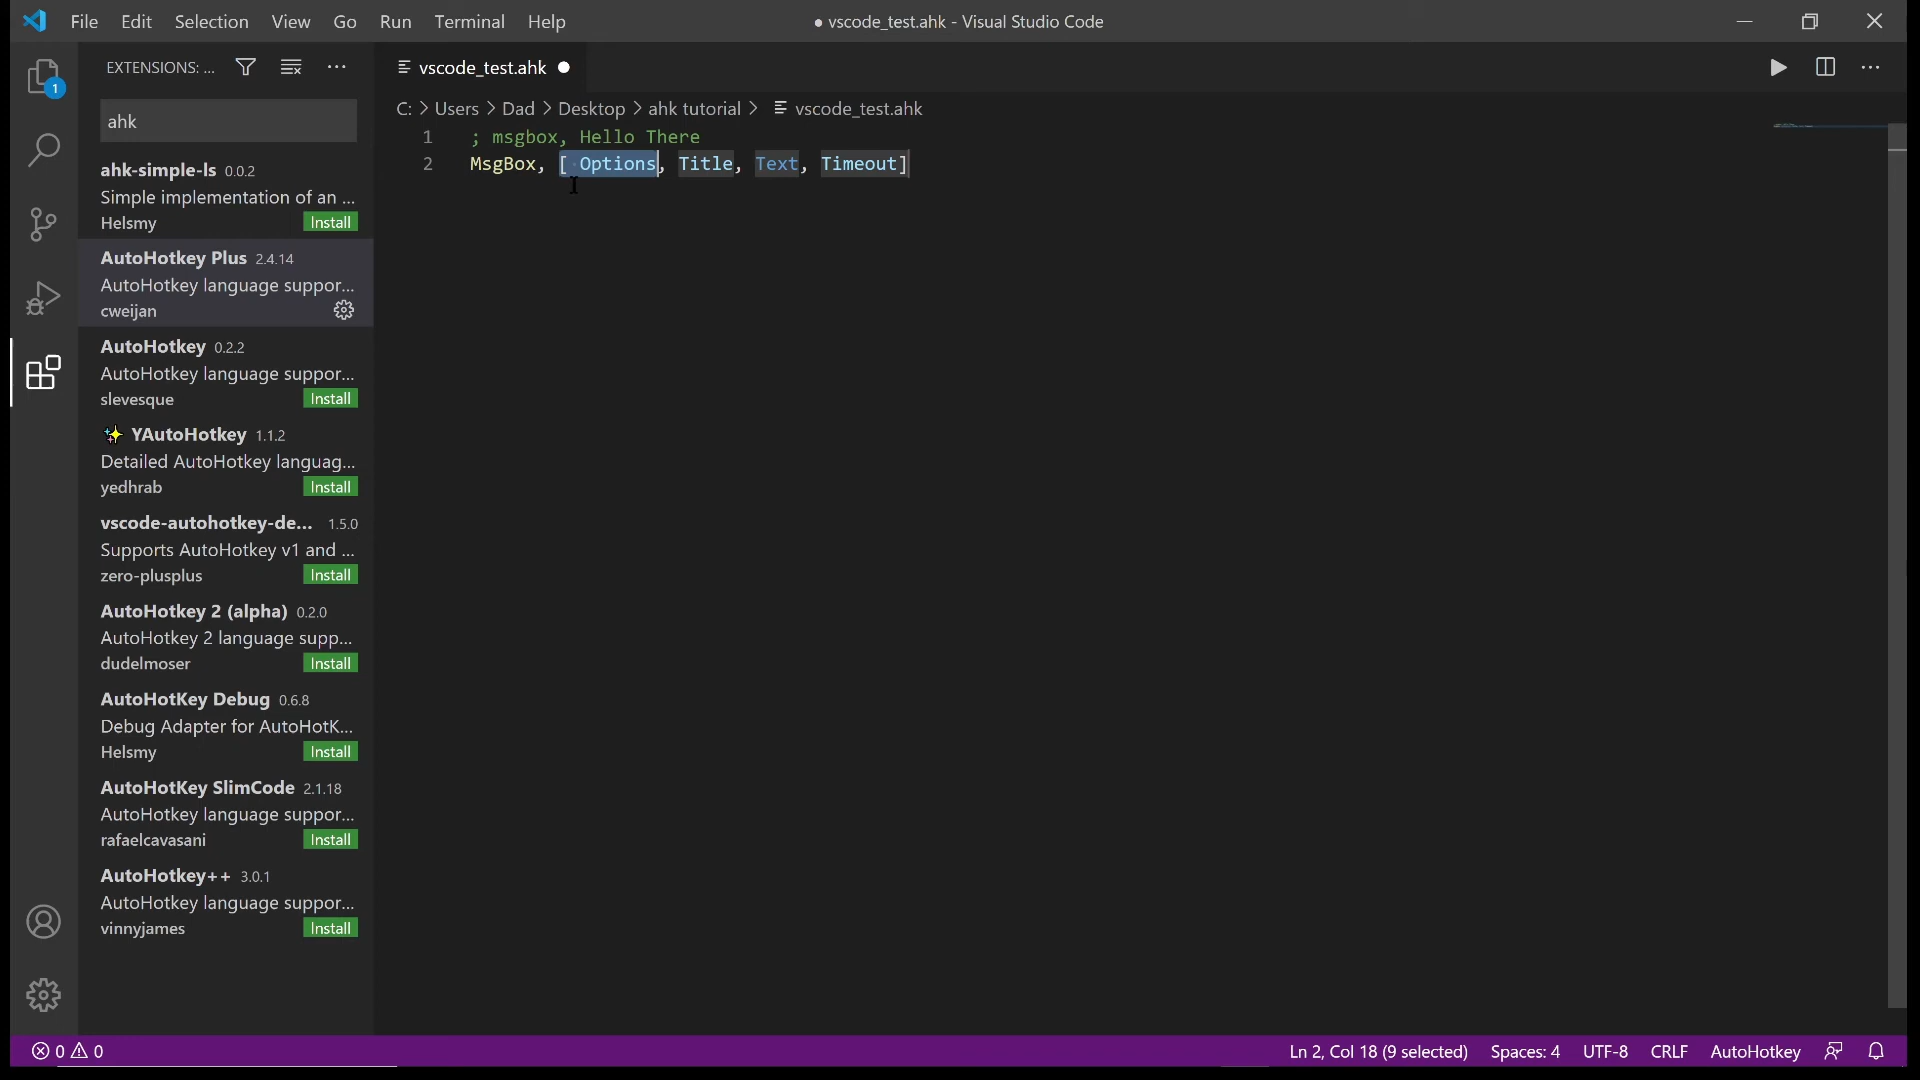 File Edit Selection View Go Run Terminal Help
● vscode_test.ahk - Visual Studio Code
EXTENSIONS: ...
vscode_test.ahk
1
ahk
C: > Users > Dad > Desktop > ahk tutorial > vscode_test.ahk
1 ; msgbox, Hello There
2 MsgBox, [ Options, Title, Text, Timeout]
ahk-simple-ls 0.0.2
Simple implementation of an ...
Helsmy Install
AutoHotkey Plus 2.4.14
AutoHotkey language suppor...
cweijan
AutoHotkey 0.2.2
AutoHotkey language suppor...
slevesque Install
YAutoHotkey 1.1.2
Detailed AutoHotkey languag...
yedhrab Install
vscode-autohotkey-de... 1.5.0
Supports AutoHotkey v1 and ...
zero-plusplus Install
AutoHotkey 2 (alpha) 0.2.0
AutoHotkey 2 language supp...
dudelmoser Install
AutoHotKey Debug 0.6.8
Debug Adapter for AutoHotK...
Helsmy Install
AutoHotKey SlimCode 2.1.18
AutoHotkey language suppor...
rafaelcavasani Install
AutoHotkey++ 3.0.1
AutoHotkey language suppor...
vinnyjames Install
0 0
Ln 2, Col 18 (9 selected) Spaces: 4 UTF-8 CRLF AutoHotkey